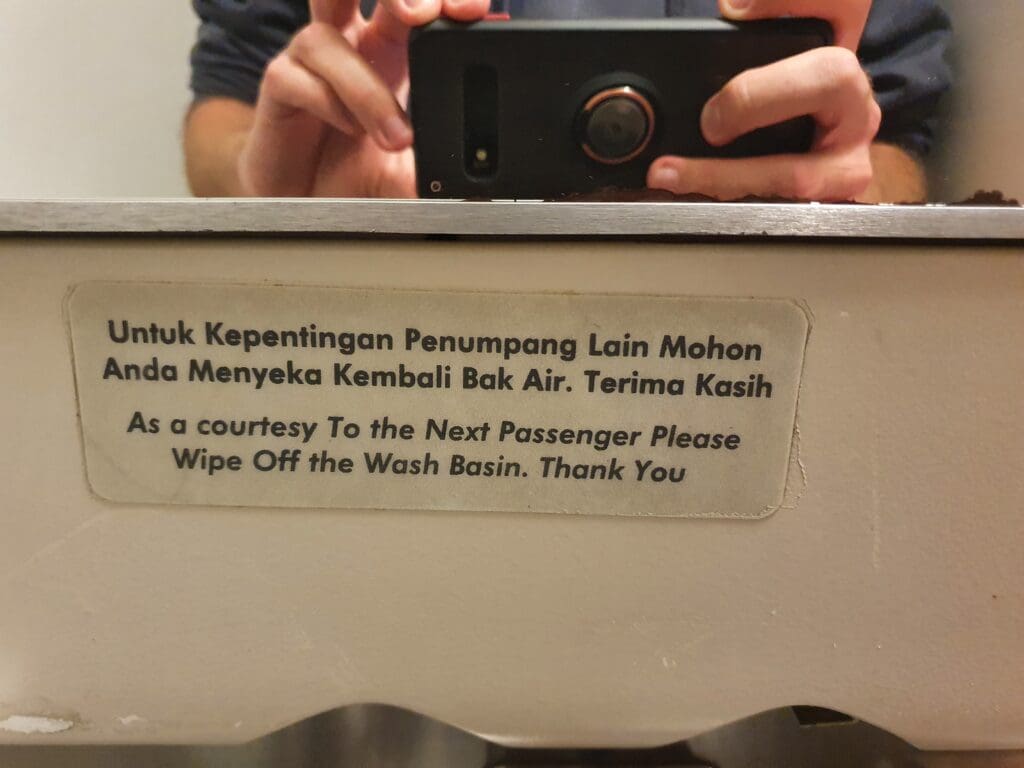 Untuk Kepentingan Penumpang Lain Mohon
Anda Menyeka Kembali Bak Air. Terima Kasih
As a courtesy To the Next Passenger Please
Wipe Off the Wash Basin. Thank You